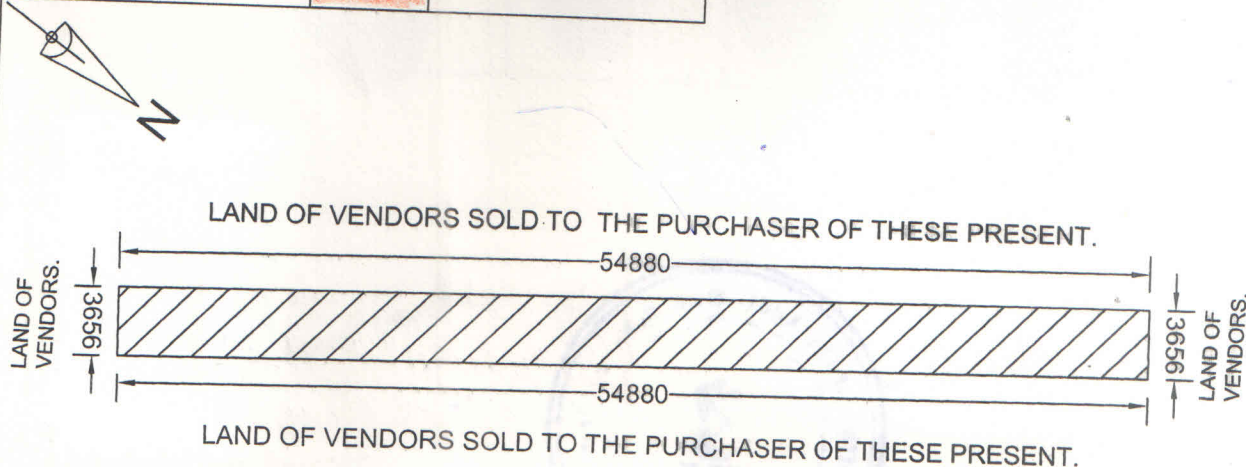 N
LAND OF VENDORS SOLD TO THE PURCHASER OF THESE PRESENT.
54880
LAND OF
VENDORS.
3656
3656
LAND OF
VENDORS.
54880
LAND OF VENDORS SOLD TO THE PURCHASER OF THESE PRESENT.